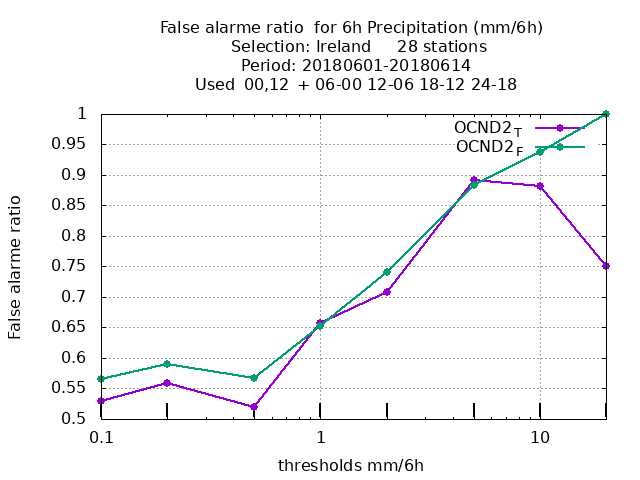 False alarme ratio  for 6h Precipitation (mm/6h)
Selection: Ireland     28 stations
Period: 20180601-20180614
Used  00,12  + 06-00 12-06 18-12 24-18
OCND2_T
OCND2_F
1
0.95
0.9
0.85
0.8
0.75
0.7
0.65
0.6
0.55
0.5
False alarme ratio
0.1 1 10
thresholds mm/6h